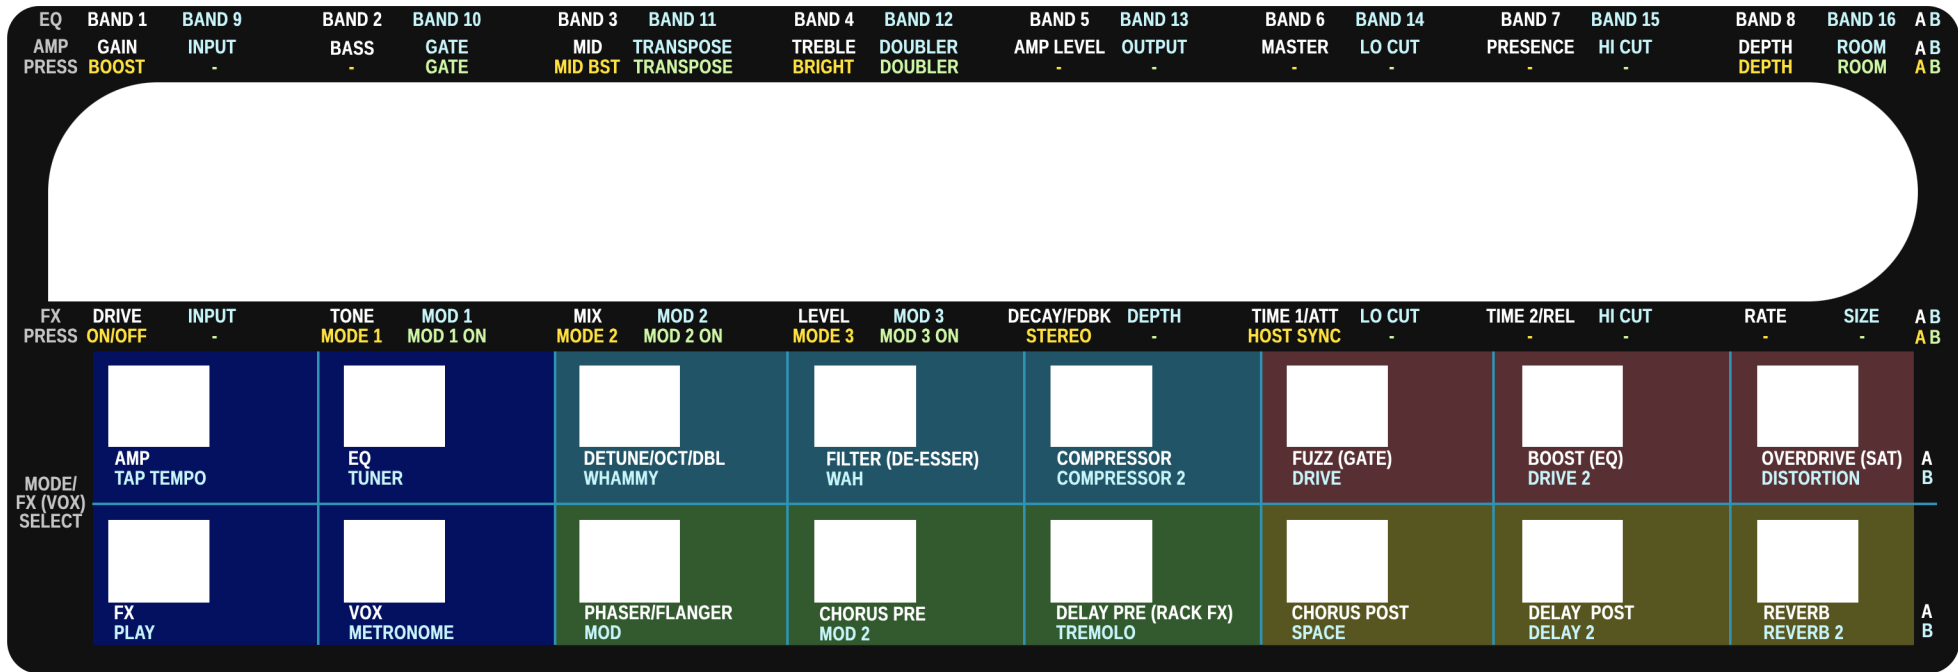 EQ BAND 1 BAND 9 BAND 2 BAND 10 BAND 3 BAND 11 BAND 4 BAND 12 BAND 5 BAND 13 BAND 6 BAND 14 BAND 7 BAND 15 BAND 8 BAND 16 A B
AMP GAIN INPUT BASS GATE MID TRANSPOSE TREBLE DOUBLER AMP LEVEL OUTPUT MASTER LO CUT PRESENCE HI CUT DEPTH ROOM A B
PRESS BOOST - - GATE MID BST TRANSPOSE BRIGHT DOUBLER - - - - - - DEPTH ROOM A B
FX DRIVE INPUT TONE MOD 1 MIX MOD 2 LEVEL MOD 3 DECAY/FDBK DEPTH TIME 1/ATT LO CUT TIME 2/REL HI CUT RATE SIZE A B
PRESS ON/OFF - MODE 1 MOD 1 ON MODE 2 MOD 2 ON MODE 3 MOD 3 ON STEREO - HOST SYNC - - - - - A B
AMP EQ DETUNE/OCT/DBL FILTER (DE-ESSER) COMPRESSOR FUZZ (GATE) BOOST (EQ) OVERDRIVE (SAT) A
TAP TEMPO TUNER WHAMMY WAH COMPRESSOR 2 DRIVE DRIVE 2 DISTORTION B
MODE/
FX (VOX)
SELECT
FX VOX PHASER/FLANGER CHORUS PRE DELAY PRE (RACK FX) CHORUS POST DELAY POST REVERB A
PLAY METRONOME MOD MOD 2 TREMOLO SPACE DELAY 2 REVERB 2 B